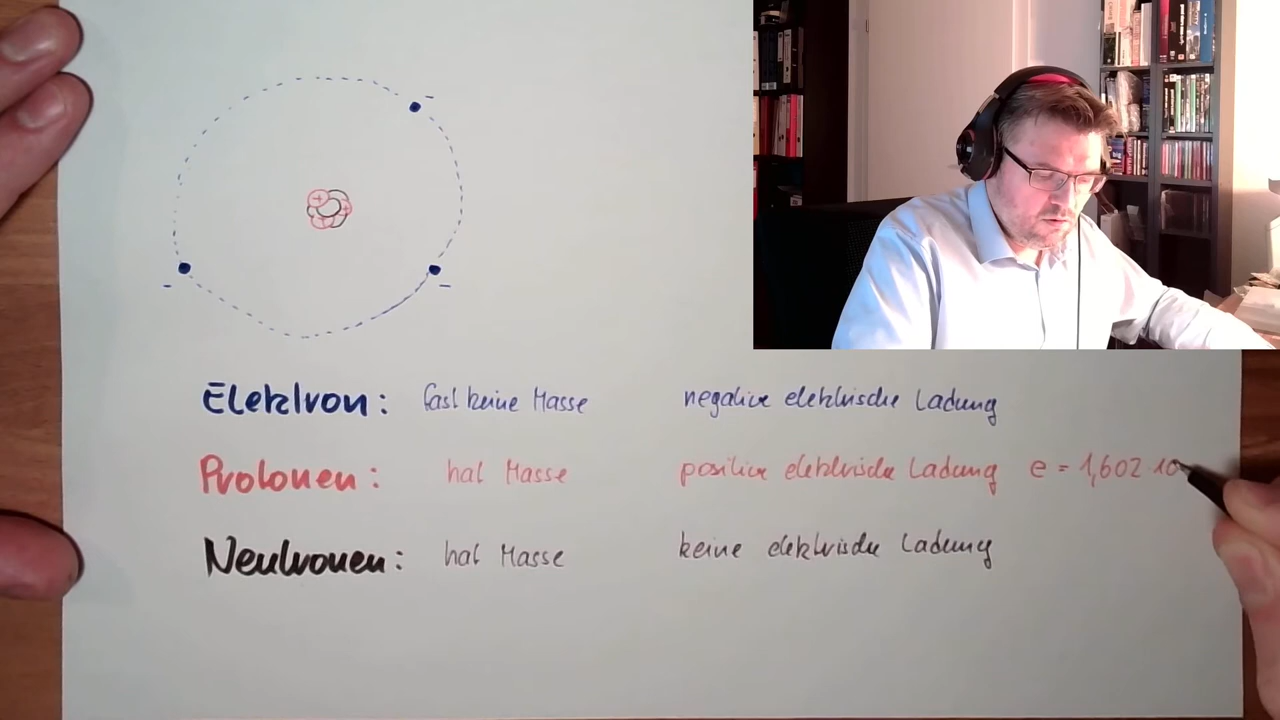 Elektron: fast keine Masse negative elektrische Ladung
Protonen: hat Masse positive elektrische Ladung e = 1,602·10
Neutronen: hat Masse keine elektrische Ladung